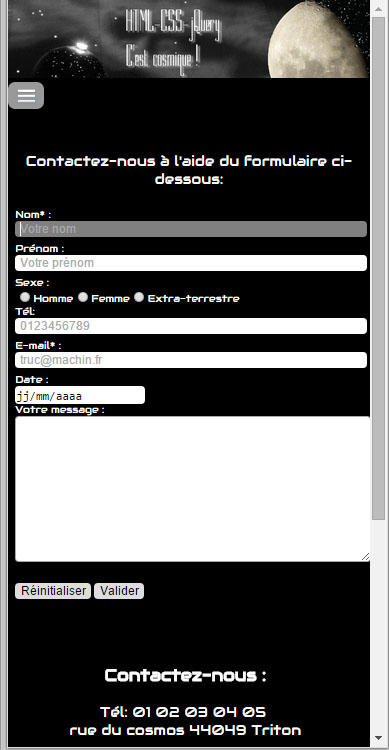 HTML-CSS-jQuery
C'est cosmique !
Contactez-nous à l'aide du formulaire ci-
dessous:
Nom* :
Votre nom
Prénom :
Votre prénom
Sexe :
Homme Femme Extra-terrestre
Tél:
0123456789
E-mail* :
truc@machin.fr
Date :
jj/mm/aaaa
Votre message :
Réinitialiser Valider
Contactez-nous :
Tél: 01 02 03 04 05
rue du cosmos 44049 Triton